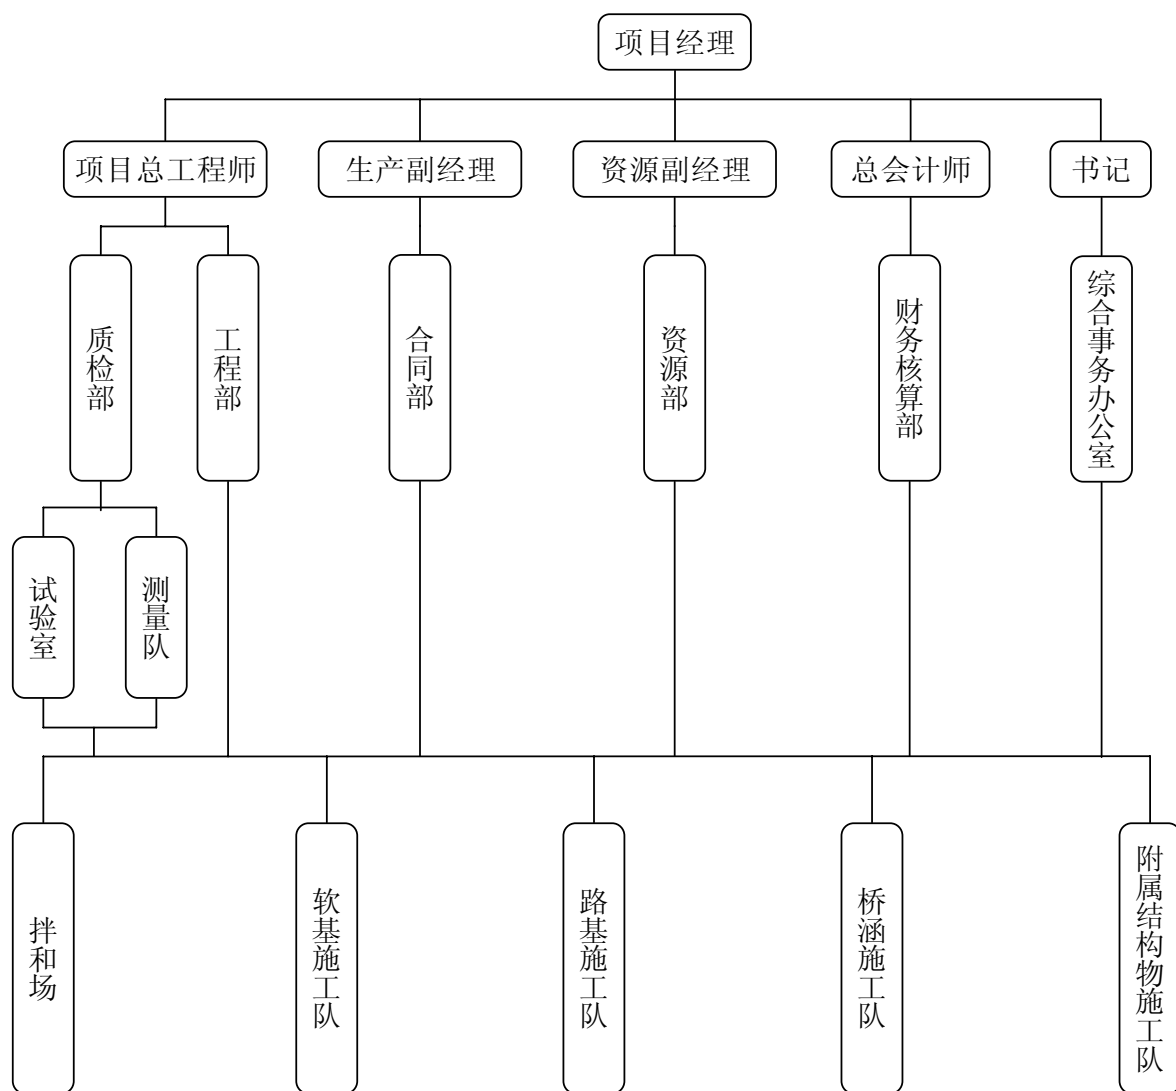 项目经理
项目总工程师
生产副经理
资源副经理
总会计师
书记
质检部
工程部
合同部
资源部
财务核算部
综合事务办公室
试验室
测量队
拌和场
软基施工队
路基施工队
桥涵施工队
附属结构物施工队